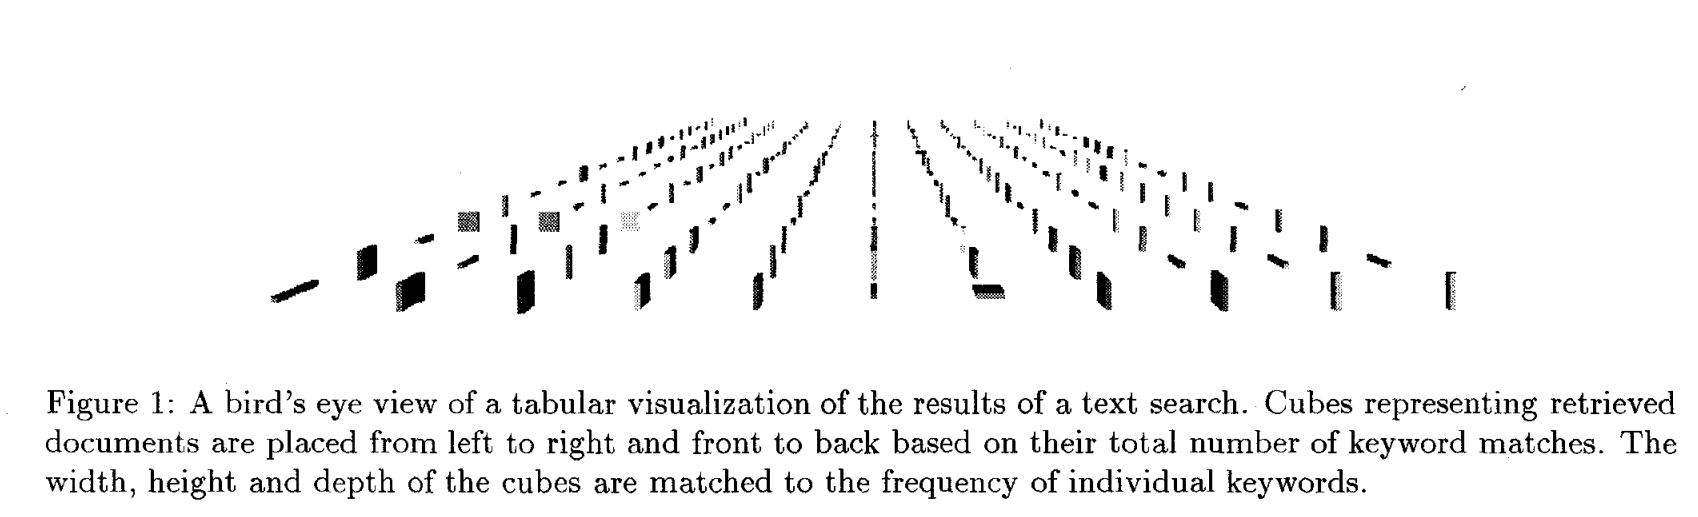 Figure 1: A bird's eye view of a tabular visualization of the results of a text search. Cubes representing retrieved
documents are placed from left to right and front to back based on their total number of keyword matches. The
width, height and depth of the cubes are matched to the frequency of individual keywords.